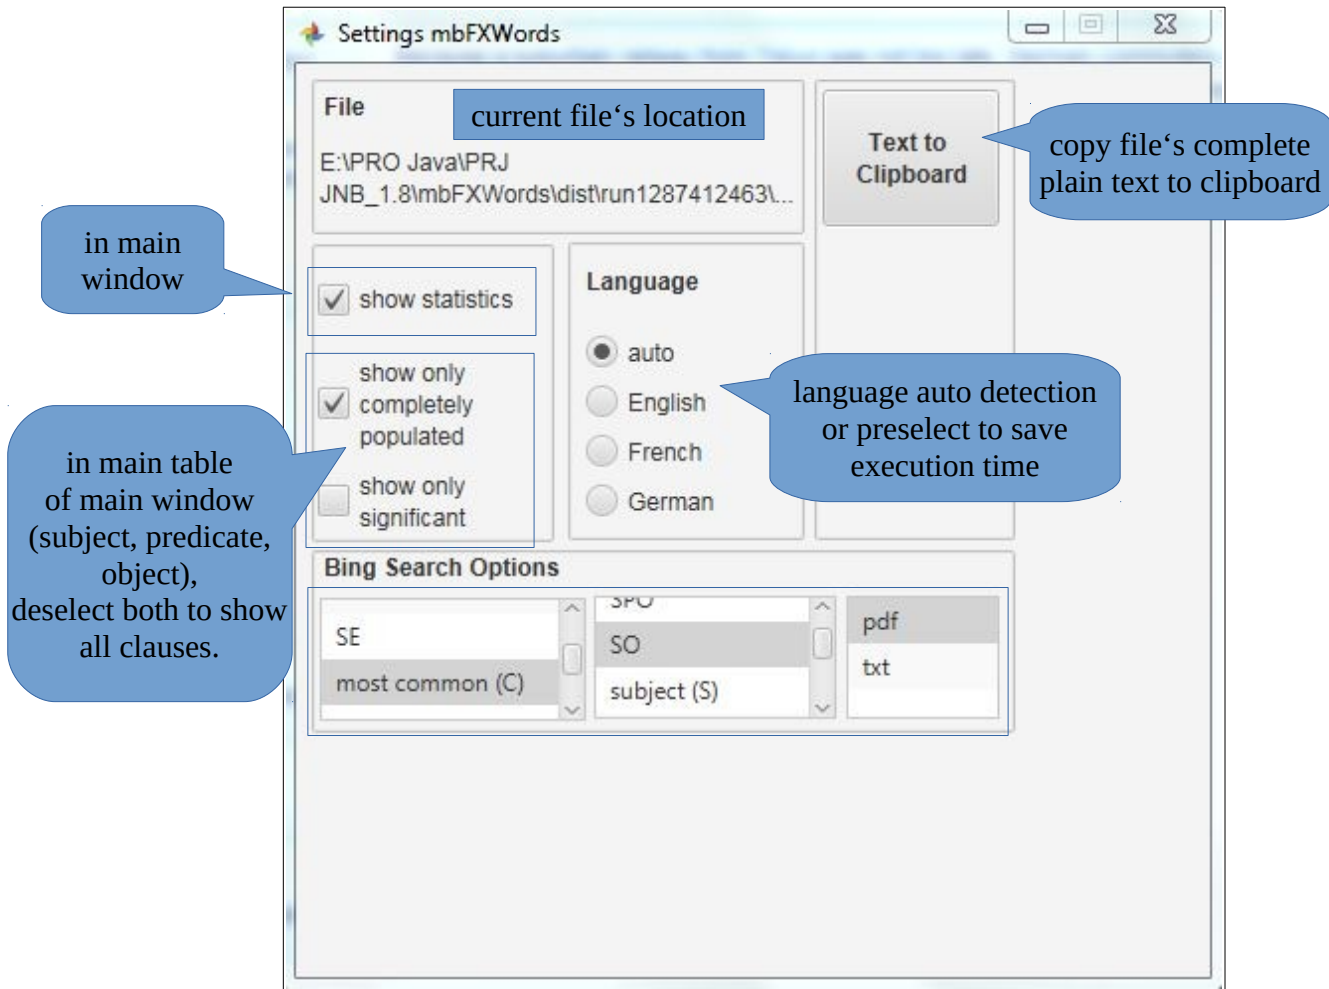 Settings mbFXWords
File
current file‘s location
E:\PRO Java\PRJ
JNB_1.8\mbFXWords\dist\run1287412463\...
Text to
Clipboard
copy file‘s complete
plain text to clipboard
in main
window
show statistics
show only
completely
populated
show only
significant
in main table
of main window
(subject, predicate,
object),
deselect both to show
all clauses.
Language
auto
English
French
German
language auto detection
or preselect to save
execution time
Bing Search Options
SE
most common (C)
SPO
SO
subject (S)
pdf
txt